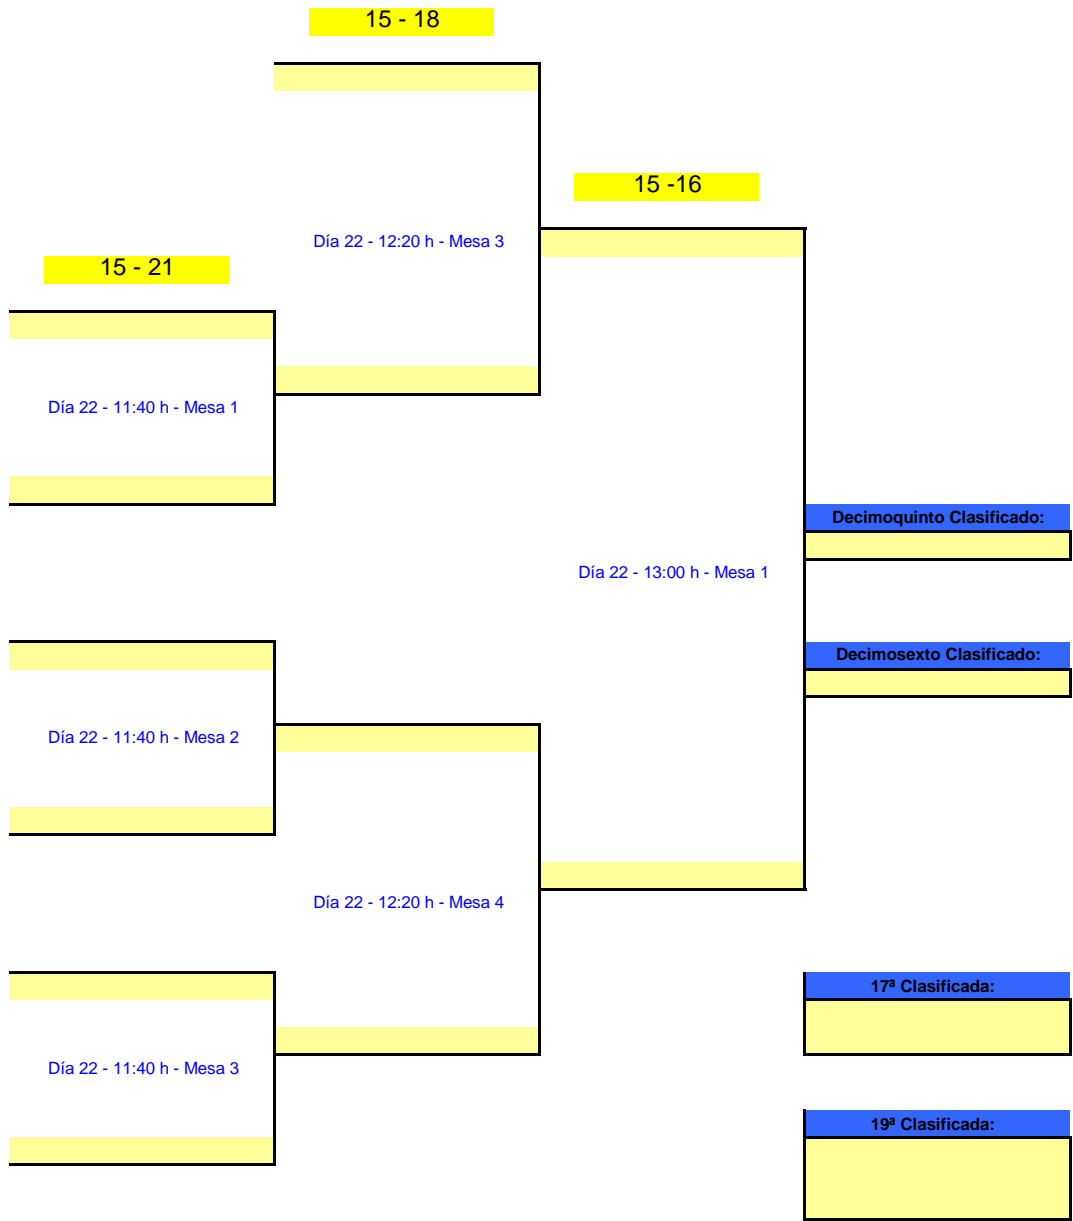 15 - 18
15 -16
Día 22 - 12:20 h - Mesa 3
15 - 21
Día 22 - 11:40 h - Mesa 1
Decimoquinto Clasificado:
Día 22 - 13:00 h - Mesa 1
Decimosexto Clasificado:
Día 22 - 11:40 h - Mesa 2
Día 22 - 12:20 h - Mesa 4
17ª Clasificada:
Día 22 - 11:40 h - Mesa 3
19ª Clasificada: